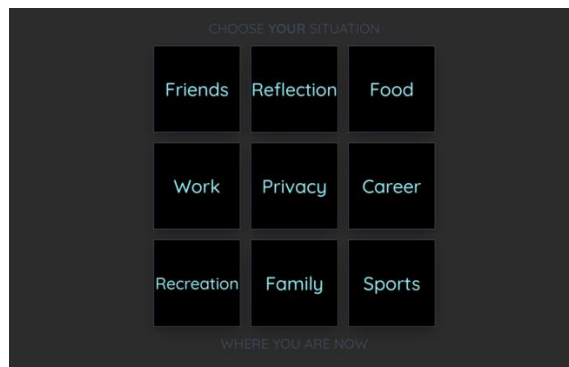 CHOOSE YOUR SITUATION
Friends Reflection Food
Work Privacy Career
Recreation Family Sports
WHERE YOU ARE NOW